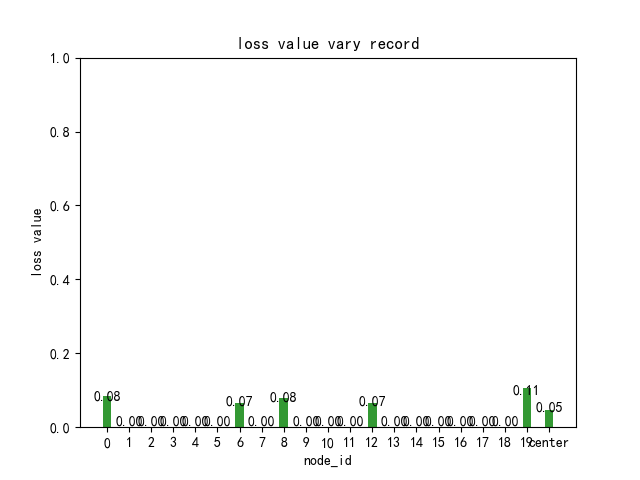 loss value vary record
1.0
0.8
0.6
0.4
0.2
0.0
loss value
0.08 0.00 0.00 0.00 0.00 0.00 0.07 0.00 0.08 0.00 0.00 0.00 0.07 0.00 0.00 0.00 0.00 0.00 0.00 0.11 0.05
0 1 2 3 4 5 6 7 8 9 10 11 12 13 14 15 16 17 18 19 center
node_id